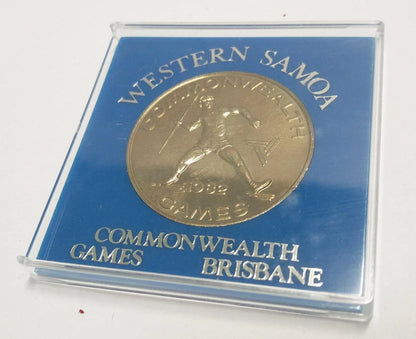 WESTERN SAMOA
COMMONWEALTH
1982
GAMES
COMMONWEALTH
GAMES BRISBANE